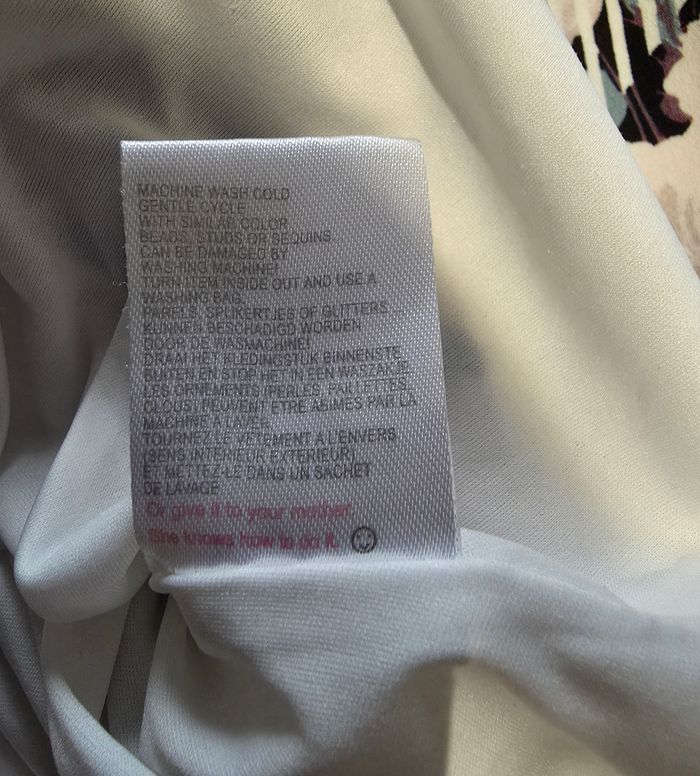 MACHINE WASH COLD
GENTLE CYCLE
WITH SIMILAR COLOR
BEADS, STUDS OR SEQUINS...
CAN BE DAMAGED BY
WASHING MACHINE!
TURN ITEM INSIDE OUT AND USE A
WASHING BAG.
PARELS, SPIJKERTJES OF GLITTERS ...
KUNNEN BESCHADIGD WORDEN
DOOR DE WASMACHINE!
DRAAI HET KLEDINGSTUK BINNENSTE
BUITEN EN STOP HET IN EEN WASZAKJE.
LES ORNEMENTS (PERLES, PAILLETTES,
CLOUS) PEUVENT ETRE ABIMES PAR LA
MACHINE A LAVER
TOURNEZ LE VETEMENT A L'ENVERS
(SENS INTERIEUR EXTERIEUR)
ET METTEZ-LE DANS UN SACHET
DE LAVAGE
Or give it to your mother.
She knows how to do it.